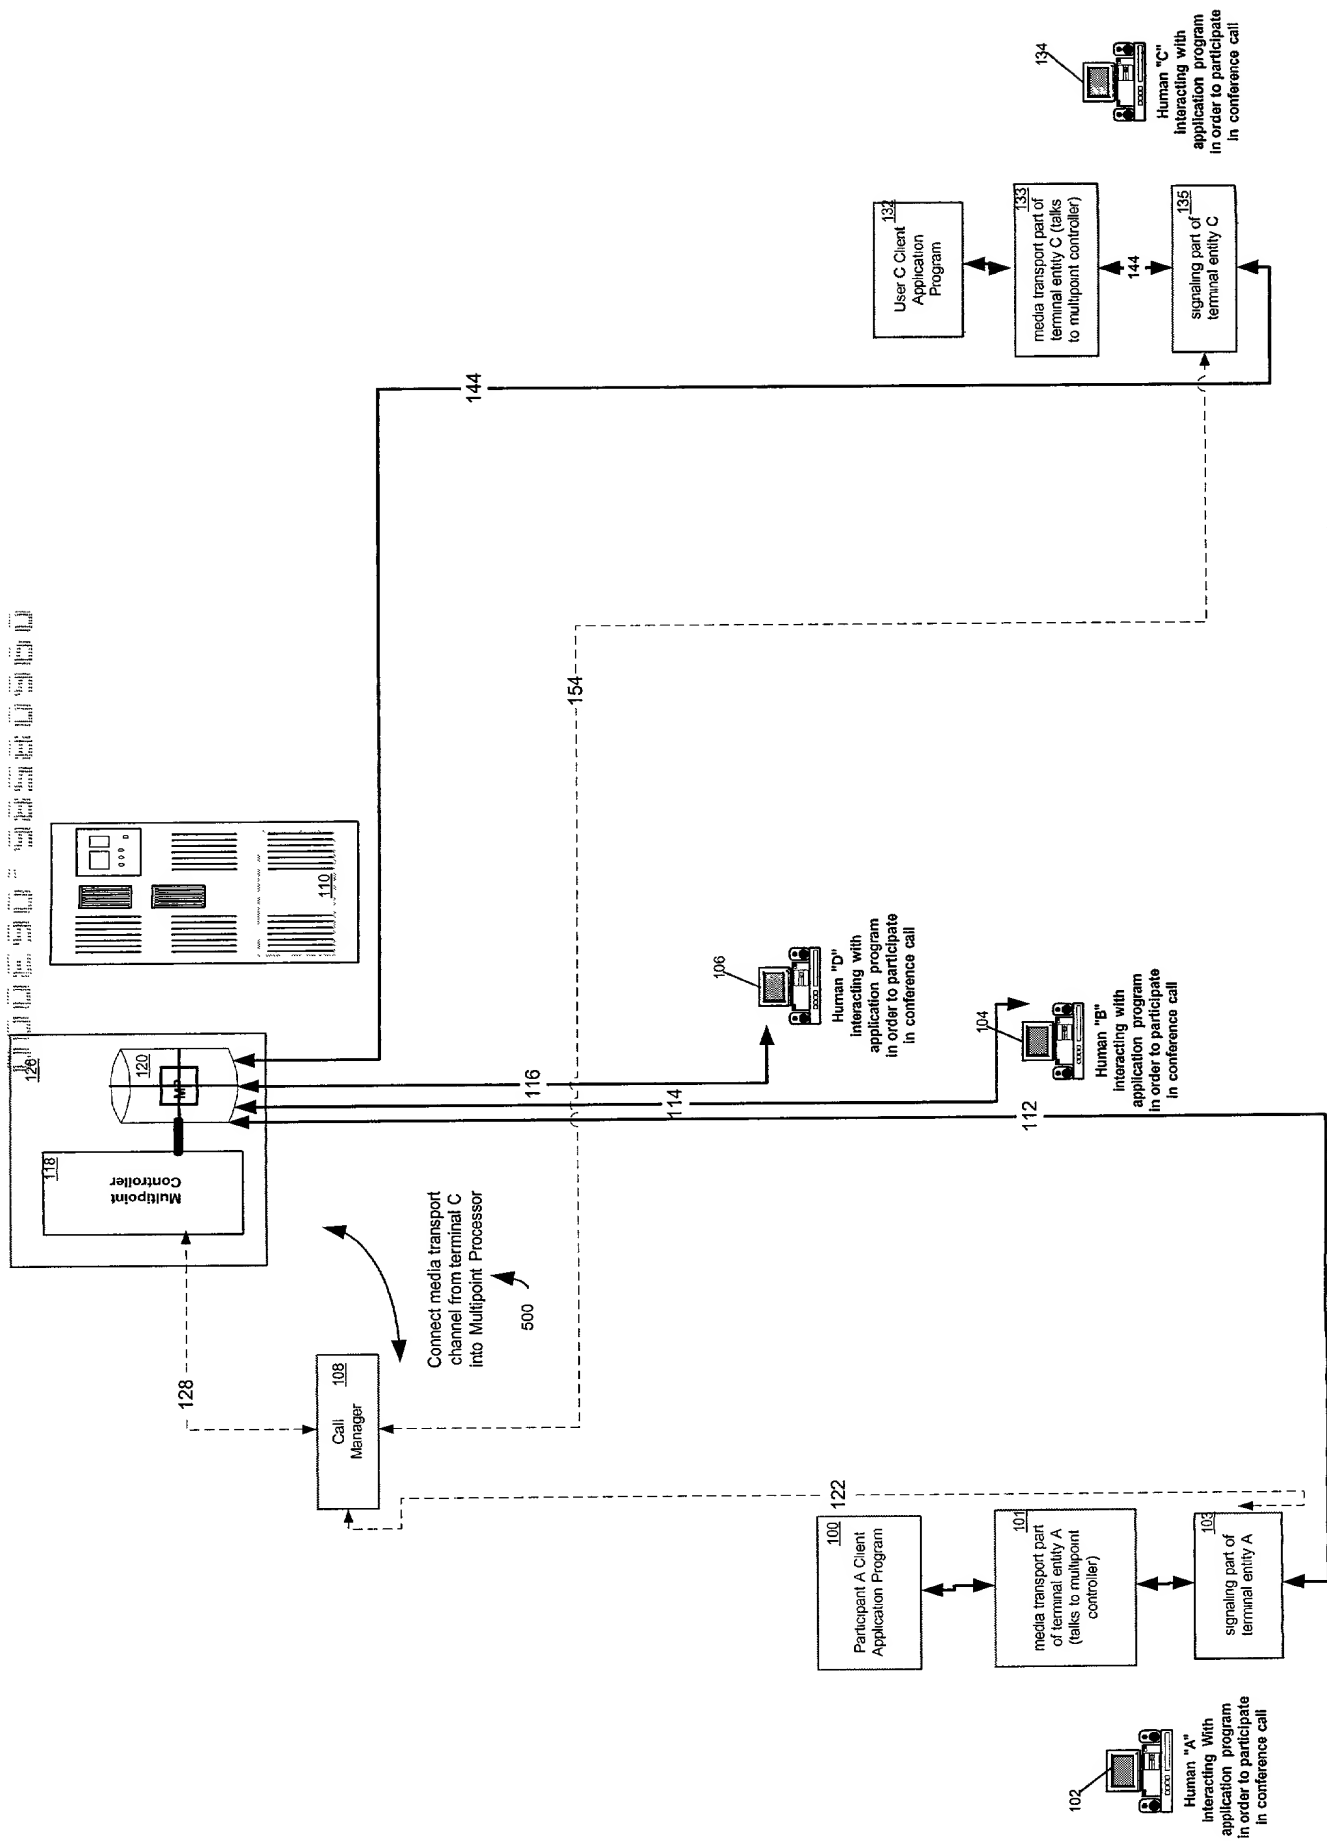 126
118
Multipoint
Controller
120
MP
110
128
Call
Manager
108
Connect media transport
channel from terminal C
into Multipoint Processor
500
144
154
116
114
112
122
106
Human "D"
interacting with
application program
in order to participate
in conference call
104
Human "B"
interacting with
application program
in order to participate
in conference call
100
Participant A Client
Application Program
101
media transport part
of terminal entity A
(talks to multipoint
controller)
103
signaling part of
terminal entity A
102
Human "A"
Interacting With
application program
in order to participate
in conference call
132
User C Client
Application
Program
133
media transport part of
terminal entity C (talks
to multipoint controller)
144
135
signaling part of
terminal entity C
134
Human "C"
Interacting with
application program
in order to participate
in conference call